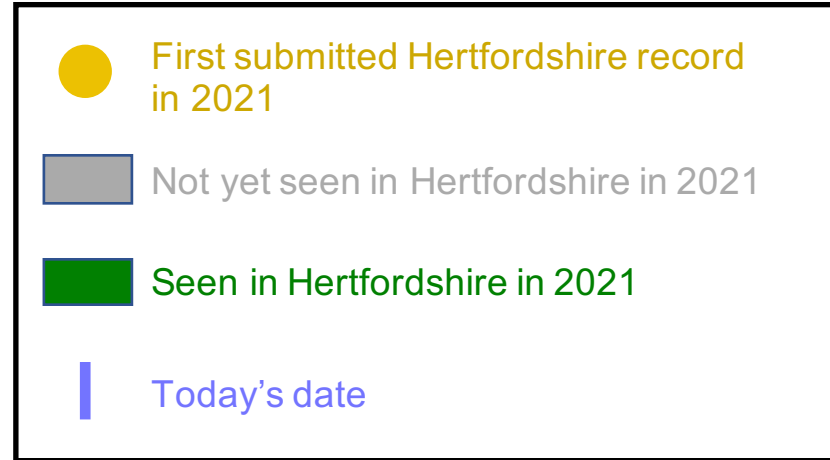 First submitted Hertfordshire record
in 2021
Not yet seen in Hertfordshire in 2021
Seen in Hertfordshire in 2021
Today’s date